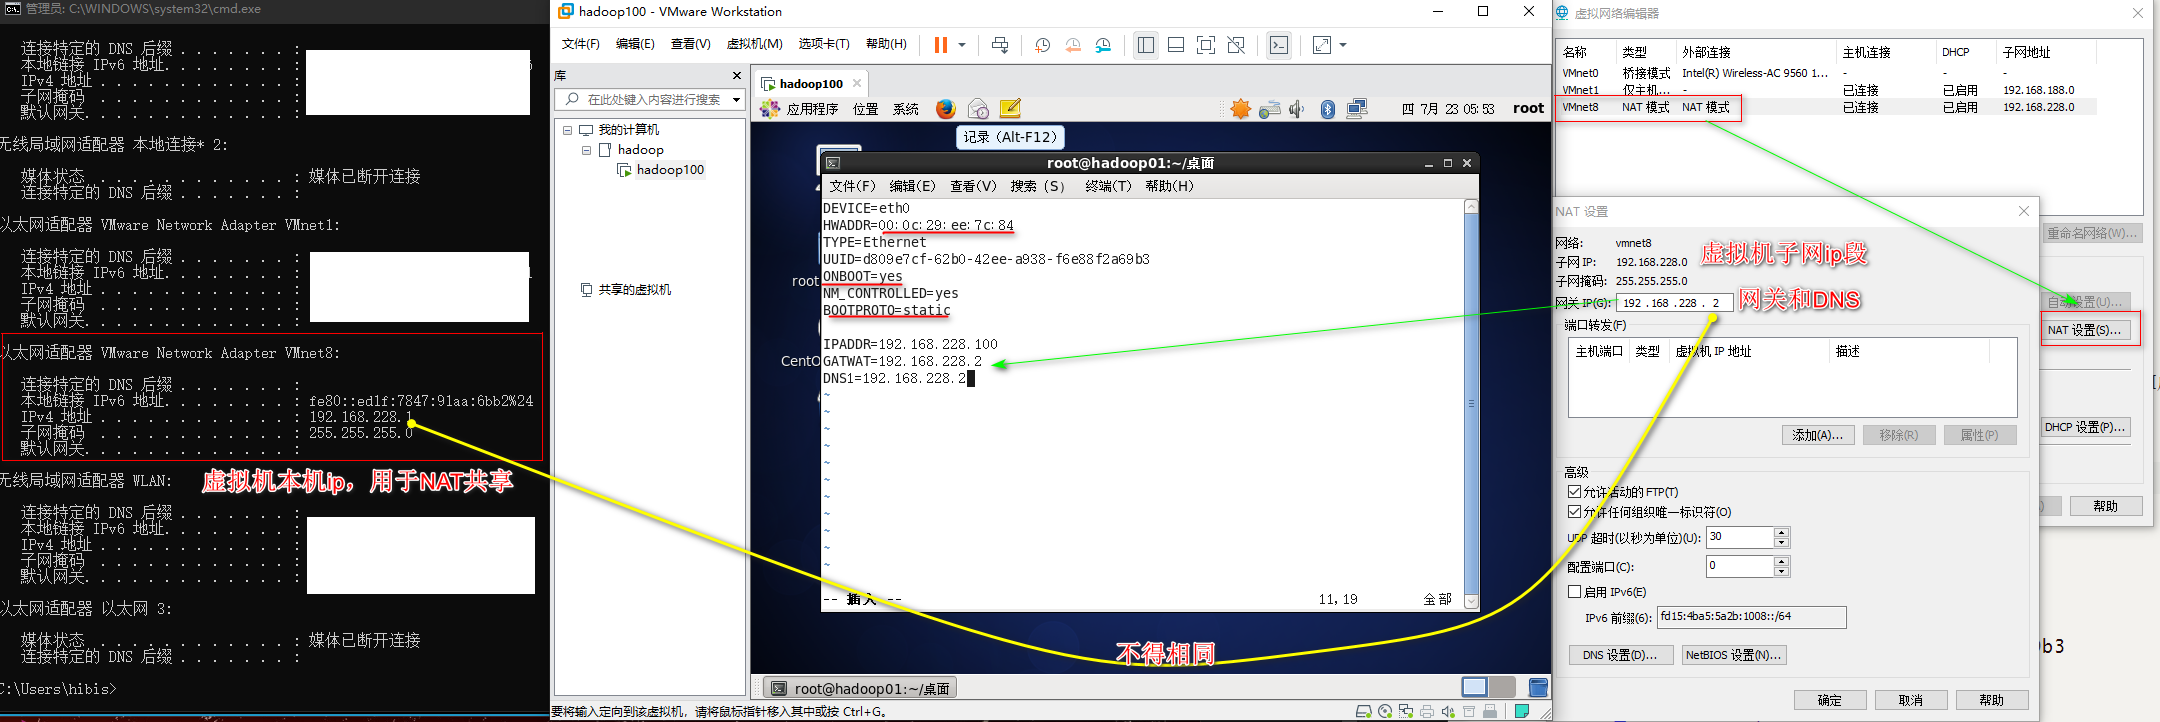 管理员: C:\WINDOWS\system32\cmd.exe
连接特定的 DNS 后缀 . . . . . . . :
本地链接 IPv6 地址. . . . . . . . :
IPv4 地址 . . . . . . . . . . . . :
子网掩码 . . . . . . . . . . . . :
默认网关. . . . . . . . . . . . . :
无线局域网适配器 本地连接* 2:
媒体状态 . . . . . . . . . . . . : 媒体已断开连接
连接特定的 DNS 后缀 . . . . . . . :
以太网适配器 VMware Network Adapter VMnet1:
连接特定的 DNS 后缀 . . . . . . . :
本地链接 IPv6 地址. . . . . . . . :
IPv4 地址 . . . . . . . . . . . . :
子网掩码 . . . . . . . . . . . . :
默认网关. . . . . . . . . . . . . :
以太网适配器 VMware Network Adapter VMnet8:
连接特定的 DNS 后缀 . . . . . . . :
本地链接 IPv6 地址. . . . . . . . : fe80::ed1f:7847:91aa:6bb2%24
IPv4 地址 . . . . . . . . . . . . : 192.168.228.1
子网掩码 . . . . . . . . . . . . : 255.255.255.0
默认网关. . . . . . . . . . . . . :
无线局域网适配器 WLAN:
虚拟机本机ip，用于NAT共享
连接特定的 DNS 后缀 . . . . . . . :
本地链接 IPv6 地址. . . . . . . . :
IPv4 地址 . . . . . . . . . . . . :
子网掩码 . . . . . . . . . . . . :
默认网关. . . . . . . . . . . . . :
以太网适配器 以太网 3:
媒体状态 . . . . . . . . . . . . : 媒体已断开连接
连接特定的 DNS 后缀 . . . . . . . :
C:\Users\hibis>
hadoop100 - VMware Workstation
文件(F) 编辑(E) 查看(V) 虚拟机(M) 选项卡(T) 帮助(H)
库
在此处键入内容进行搜索
我的计算机
hadoop
hadoop100
共享的虚拟机
hadoop100
应用程序 位置 系统 四 7月 23 05:53 root
记录（Alt-F12）
root
CentO
root@hadoop01:~/桌面
文件(F) 编辑(E) 查看(V) 搜索 (S) 终端(T) 帮助(H)
DEVICE=eth0
HWADDR=00:0c:29:ee:7c:84
TYPE=Ethernet
UUID=d809e7cf-62b0-42ee-a938-f6e88f2a69b3
ONBOOT=yes
NM_CONTROLLED=yes
BOOTPROTO=static
IPADDR=192.168.228.100
GATWAT=192.168.228.2
DNS1=192.168.228.2
~
~
~
~
~
~
~
~
~
~
~
-- 插入 -- 11,19 全部
不得相同
root@hadoop01:~/桌面
要将输入定向到该虚拟机，请将鼠标指针移入其中或按 Ctrl+G。
虚拟网络编辑器
名称 类型 外部连接 主机连接 DHCP 子网地址
VMnet0 桥接模式 Intel(R) Wireless-AC 9560 1... - - -
VMnet1 仅主机... - 已连接 已启用 192.168.188.0
VMnet8 NAT 模式 NAT 模式 已连接 已启用 192.168.228.0
重命名网络(W)...
自动设置(U)...
NAT 设置(S)...
DHCP 设置(P)...
帮助
NAT 设置
网络: vmnet8
子网 IP: 192.168.228.0
子网掩码: 255.255.255.0
网关 IP(G): 192 . 168 . 228 . 2
虚拟机子网ip段
网关和DNS
端口转发(F)
主机端口 类型 虚拟机 IP 地址 描述
添加(A)... 移除(R) 属性(P)
高级
允许活动的 FTP(T)
允许任何组织唯一标识符(O)
UDP 超时(以秒为单位)(U): 30
配置端口(C): 0
启用 IPv6(E)
IPv6 前缀(6): fd15:4ba5:5a2b:1008::/64
DNS 设置(D)... NetBIOS 设置(N)...
确定 取消 帮助
9b3